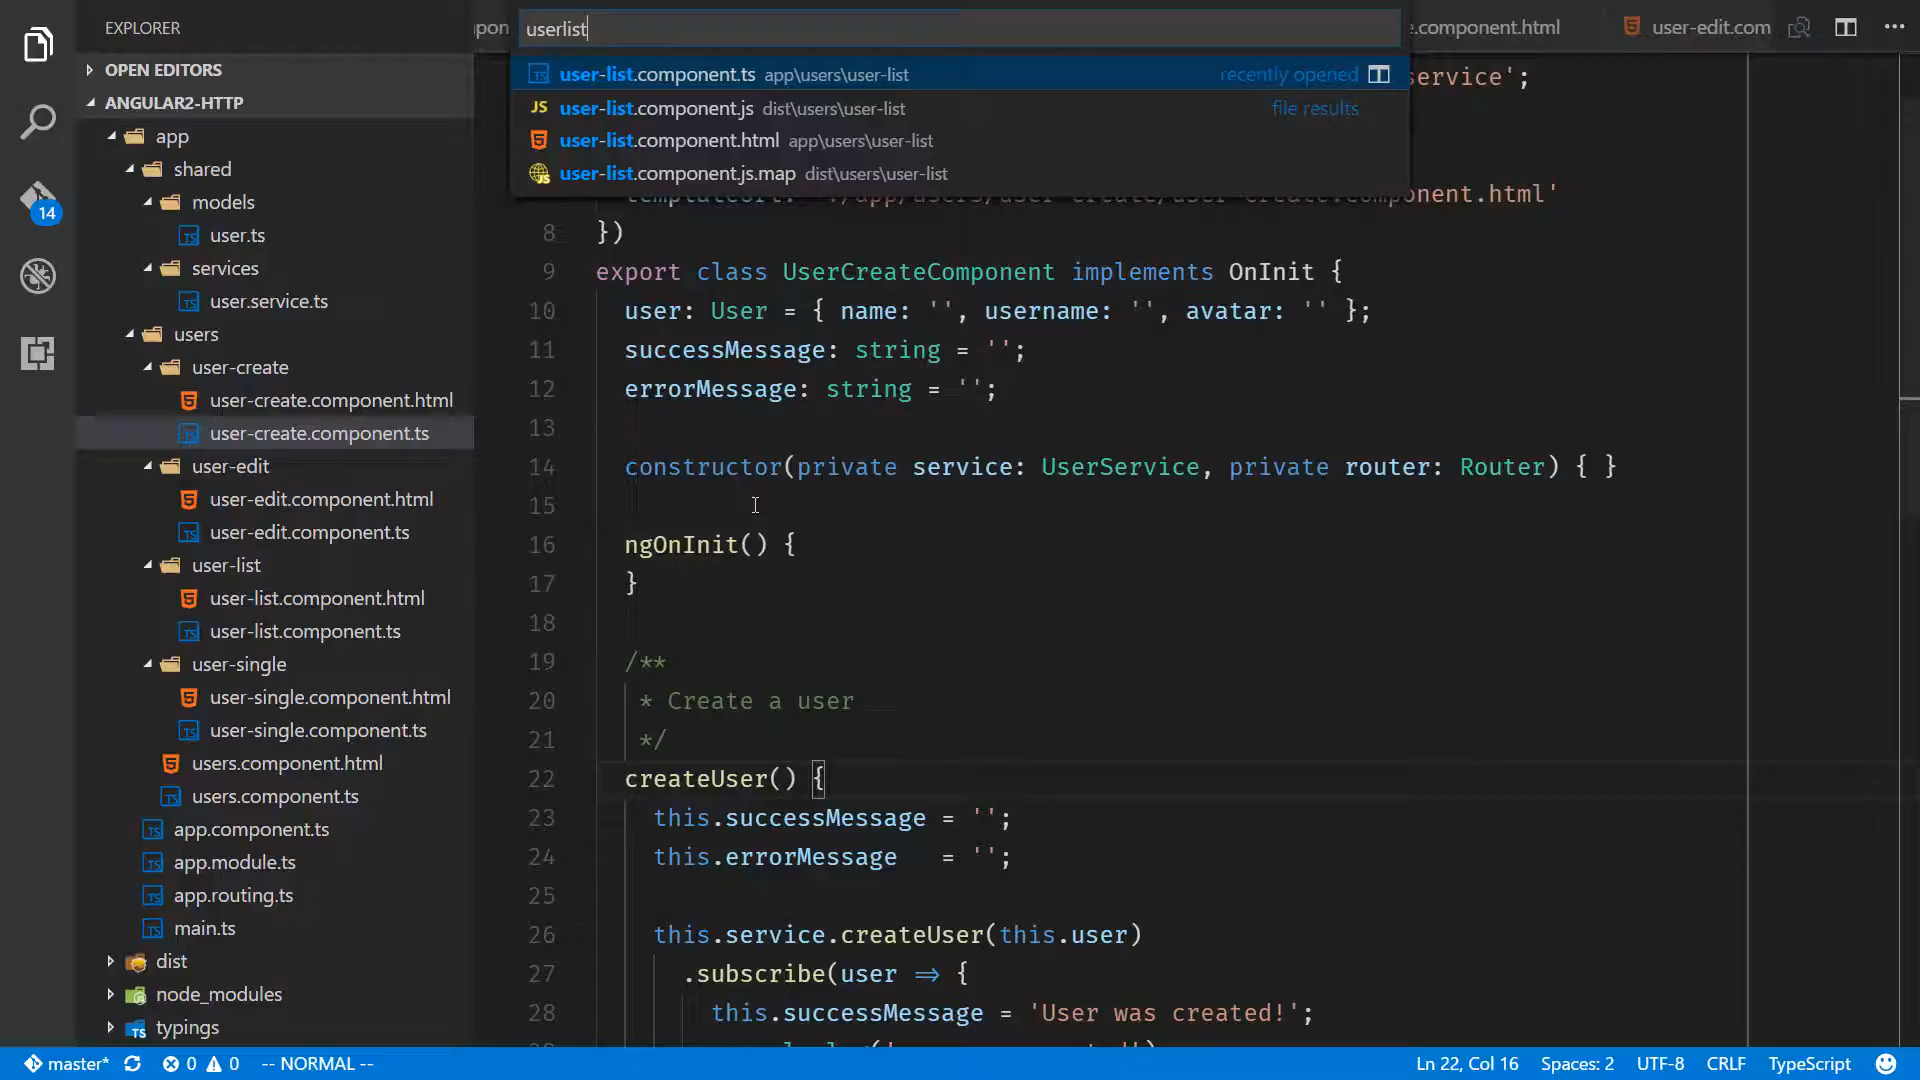 EXPLORER
OPEN EDITORS
ANGULAR2-HTTP
app
shared
models
user.ts
services
user.service.ts
users
user-create
user-create.component.html
user-create.component.ts
user-edit
user-edit.component.html
user-edit.component.ts
user-list
user-list.component.html
user-list.component.ts
user-single
user-single.component.html
user-single.component.ts
users.component.html
users.component.ts
app.component.ts
app.module.ts
app.routing.ts
main.ts
dist
node_modules
typings
14
pon
.component.html
user-edit.com
userlist
user-list.component.ts app\users\user-list recently opened
user-list.component.js dist\users\user-list file results
user-list.component.html app\users\user-list
user-list.component.js.map dist\users\user-list
service';
component.html'
8 })
9 export class UserCreateComponent implements OnInit {
10 user: User = { name: '', username: '', avatar: '' };
11 successMessage: string = '';
12 errorMessage: string = '';
13
14 constructor(private service: UserService, private router: Router) { }
15
16 ngOnInit() {
17 }
18
19 /**
20 * Create a user
21 */
22 createUser() {
23 this.successMessage = '';
24 this.errorMessage = '';
25
26 this.service.createUser(this.user)
27 .subscribe(user => {
28 this.successMessage = 'User was created!';
master* 0 0 -- NORMAL -- Ln 22, Col 16 Spaces: 2 UTF-8 CRLF TypeScript